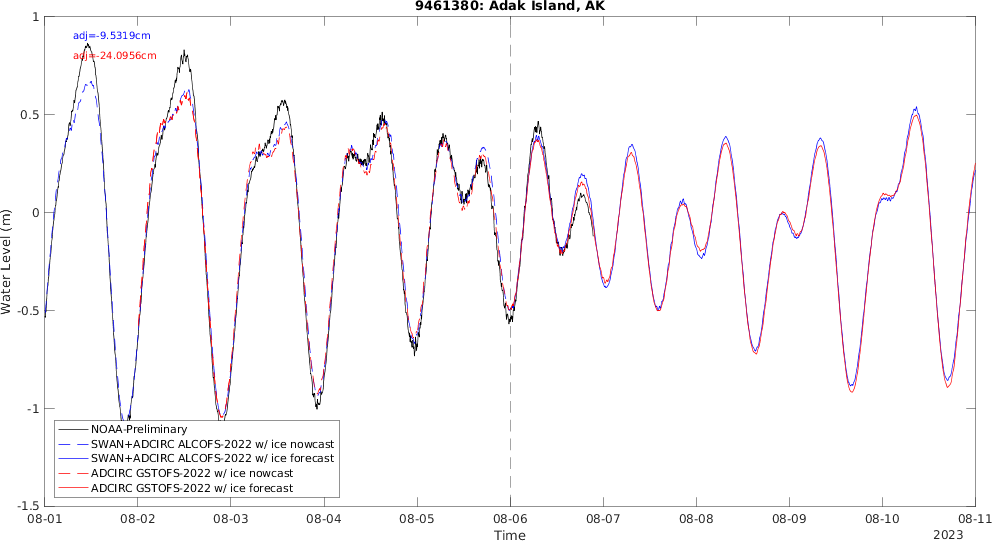 9461380: Adak Island, AK
adj=-9.5319cm
adj=-24.0956cm
1
0.5
0
-0.5
-1
-1.5
Water Level (m)
NOAA-Preliminary
SWAN+ADCIRC ALCOFS-2022 w/ ice nowcast
SWAN+ADCIRC ALCOFS-2022 w/ ice forecast
ADCIRC GSTOFS-2022 w/ ice nowcast
ADCIRC GSTOFS-2022 w/ ice forecast
08-01 08-02 08-03 08-04 08-05 08-06 08-07 08-08 08-09 08-10 08-11
Time
2023